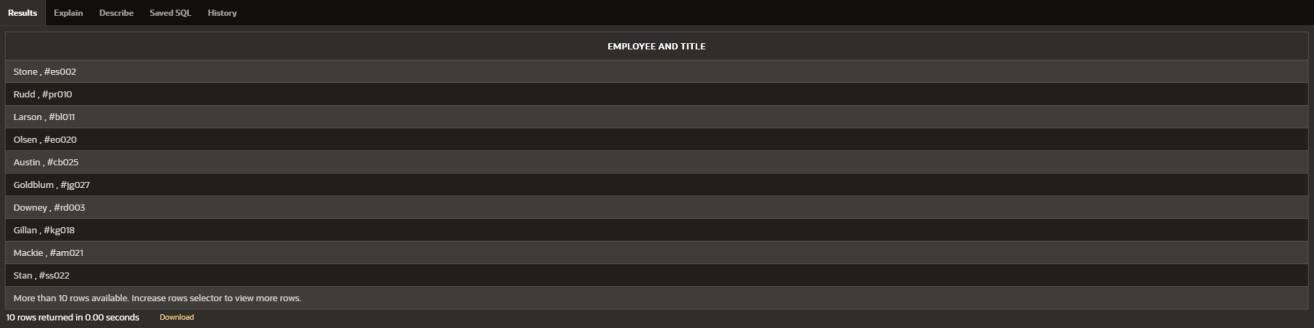 Results Explain Describe Saved SQL History
EMPLOYEE AND TITLE
Stone , #es002
Rudd , #pr010
Larson , #bl011
Olsen , #eo020
Austin , #cb025
Goldblum , #jg027
Downey , #rd003
Gillan , #kg018
Mackie , #am021
Stan , #ss022
More than 10 rows available. Increase rows selector to view more rows.
10 rows returned in 0.00 seconds Download